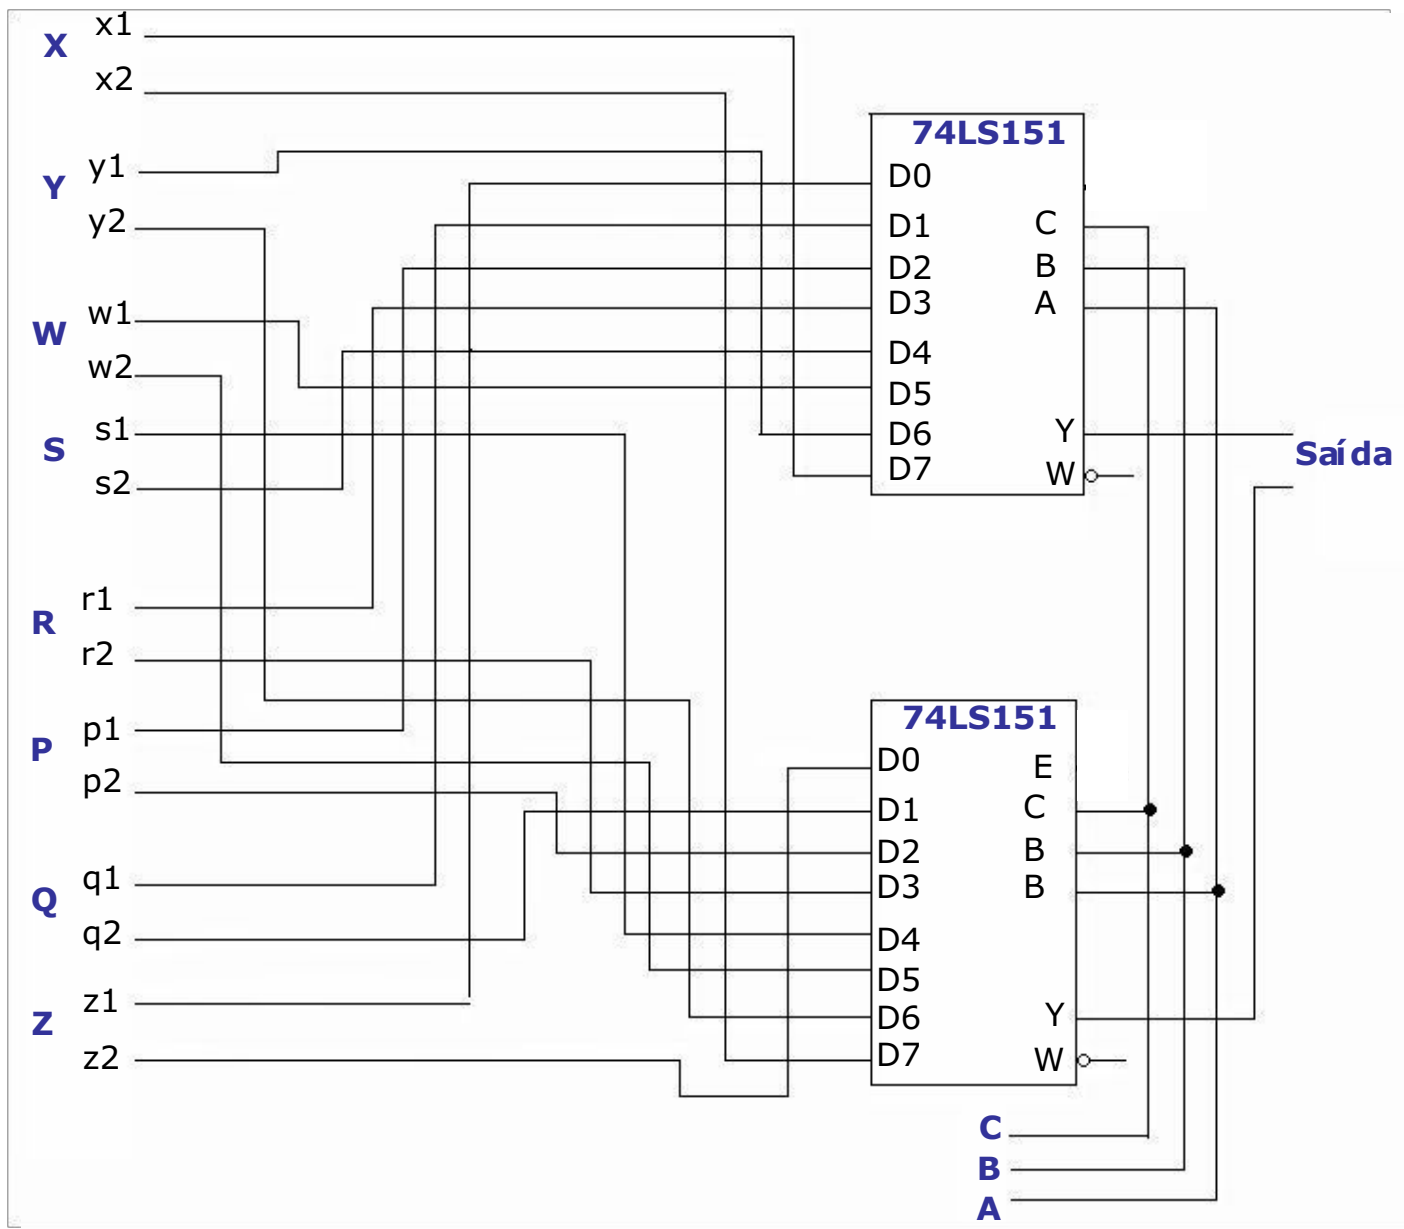 X
x1
x2
Y
y1
y2
W
w1
w2
S
s1
s2
R
r1
r2
P
p1
p2
Q
q1
q2
Z
z1
z2
74LS151
D0
D1
D2
D3
D4
D5
D6
D7
C
B
A
Y
W
Saída
74LS151
D0
D1
D2
D3
D4
D5
D6
D7
E
C
B
B
Y
W
C
B
A